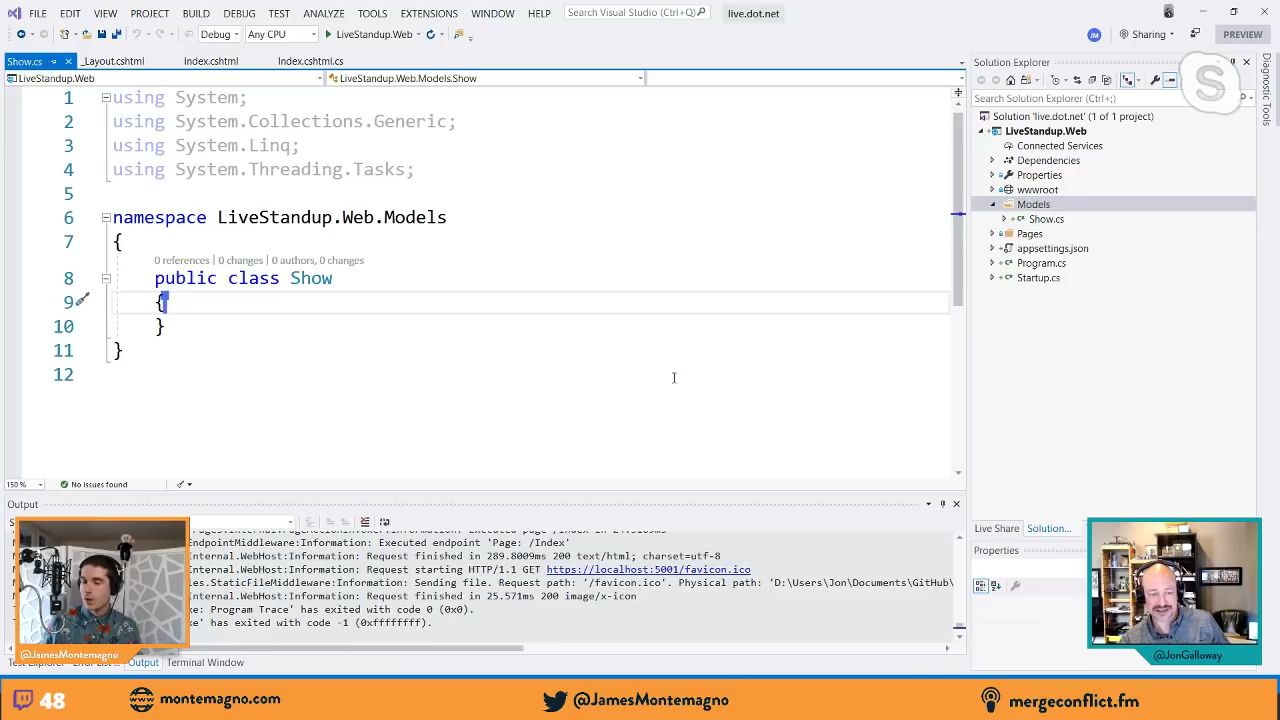 FILE EDIT VIEW PROJECT BUILD DEBUG TEST ANALYZE TOOLS EXTENSIONS WINDOW HELP Search Visual Studio (Ctrl+Q) live.dot.net
Debug Any CPU LiveStandup.Web JM Sharing PREVIEW
Show.cs _Layout.cshtml Index.cshtml Index.cshtml.cs
LiveStandup.Web LiveStandup.Web.Models.Show
1 using System;
2 using System.Collections.Generic;
3 using System.Linq;
4 using System.Threading.Tasks;
5
6 namespace LiveStandup.Web.Models
7 {
0 references | 0 changes | 0 authors, 0 changes
8 public class Show
9 {
10 }
11 }
12
150 % No issues found
Solution Explorer
Search Solution Explorer (Ctrl+;)
Solution 'live.dot.net' (1 of 1 project)
LiveStandup.Web
Connected Services
Dependencies
Properties
wwwroot
Models
Show.cs
Pages
appsettings.json
Program.cs
Startup.cs
Diagnostic Tools
Live Share Solution...
Properties
Output
EndpointMiddleware:Information: Executed endpoint 'Page: /Index'
Internal.WebHost:Information: Request finished in 289.8009ms 200 text/html; charset=utf-8
Internal.WebHost:Information: Request starting HTTP/1.1 GET https://localhost:5001/favicon.ico
es.StaticFileMiddleware:Information: Sending file. Request path: '/favicon.ico'. Physical path: 'D:\Users\Jon\Documents\GitHub\
Internal.WebHost:Information: Request finished in 25.571ms 200 image/x-icon
e: Program Trace' has exited with code 0 (0x0).
e' has exited with code -1 (0xffffffff).
Output Terminal Window
@JamesMontemagno
@JonGalloway
48 montemagno.com @JamesMontemagno mergeconflict.fm